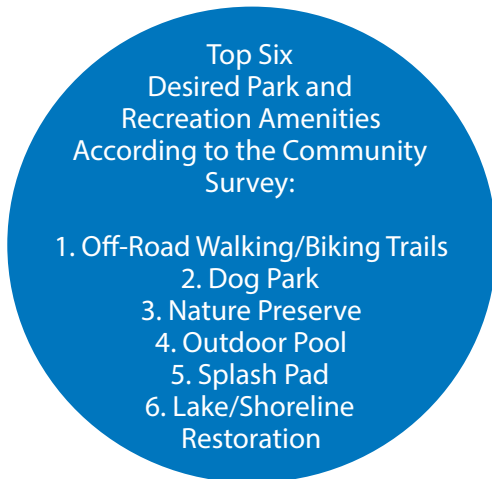 Top Six
Desired Park and
Recreation Amenities
According to the Community
Survey:
1. Off-Road Walking/Biking Trails
2. Dog Park
3. Nature Preserve
4. Outdoor Pool
5. Splash Pad
6. Lake/Shoreline
Restoration